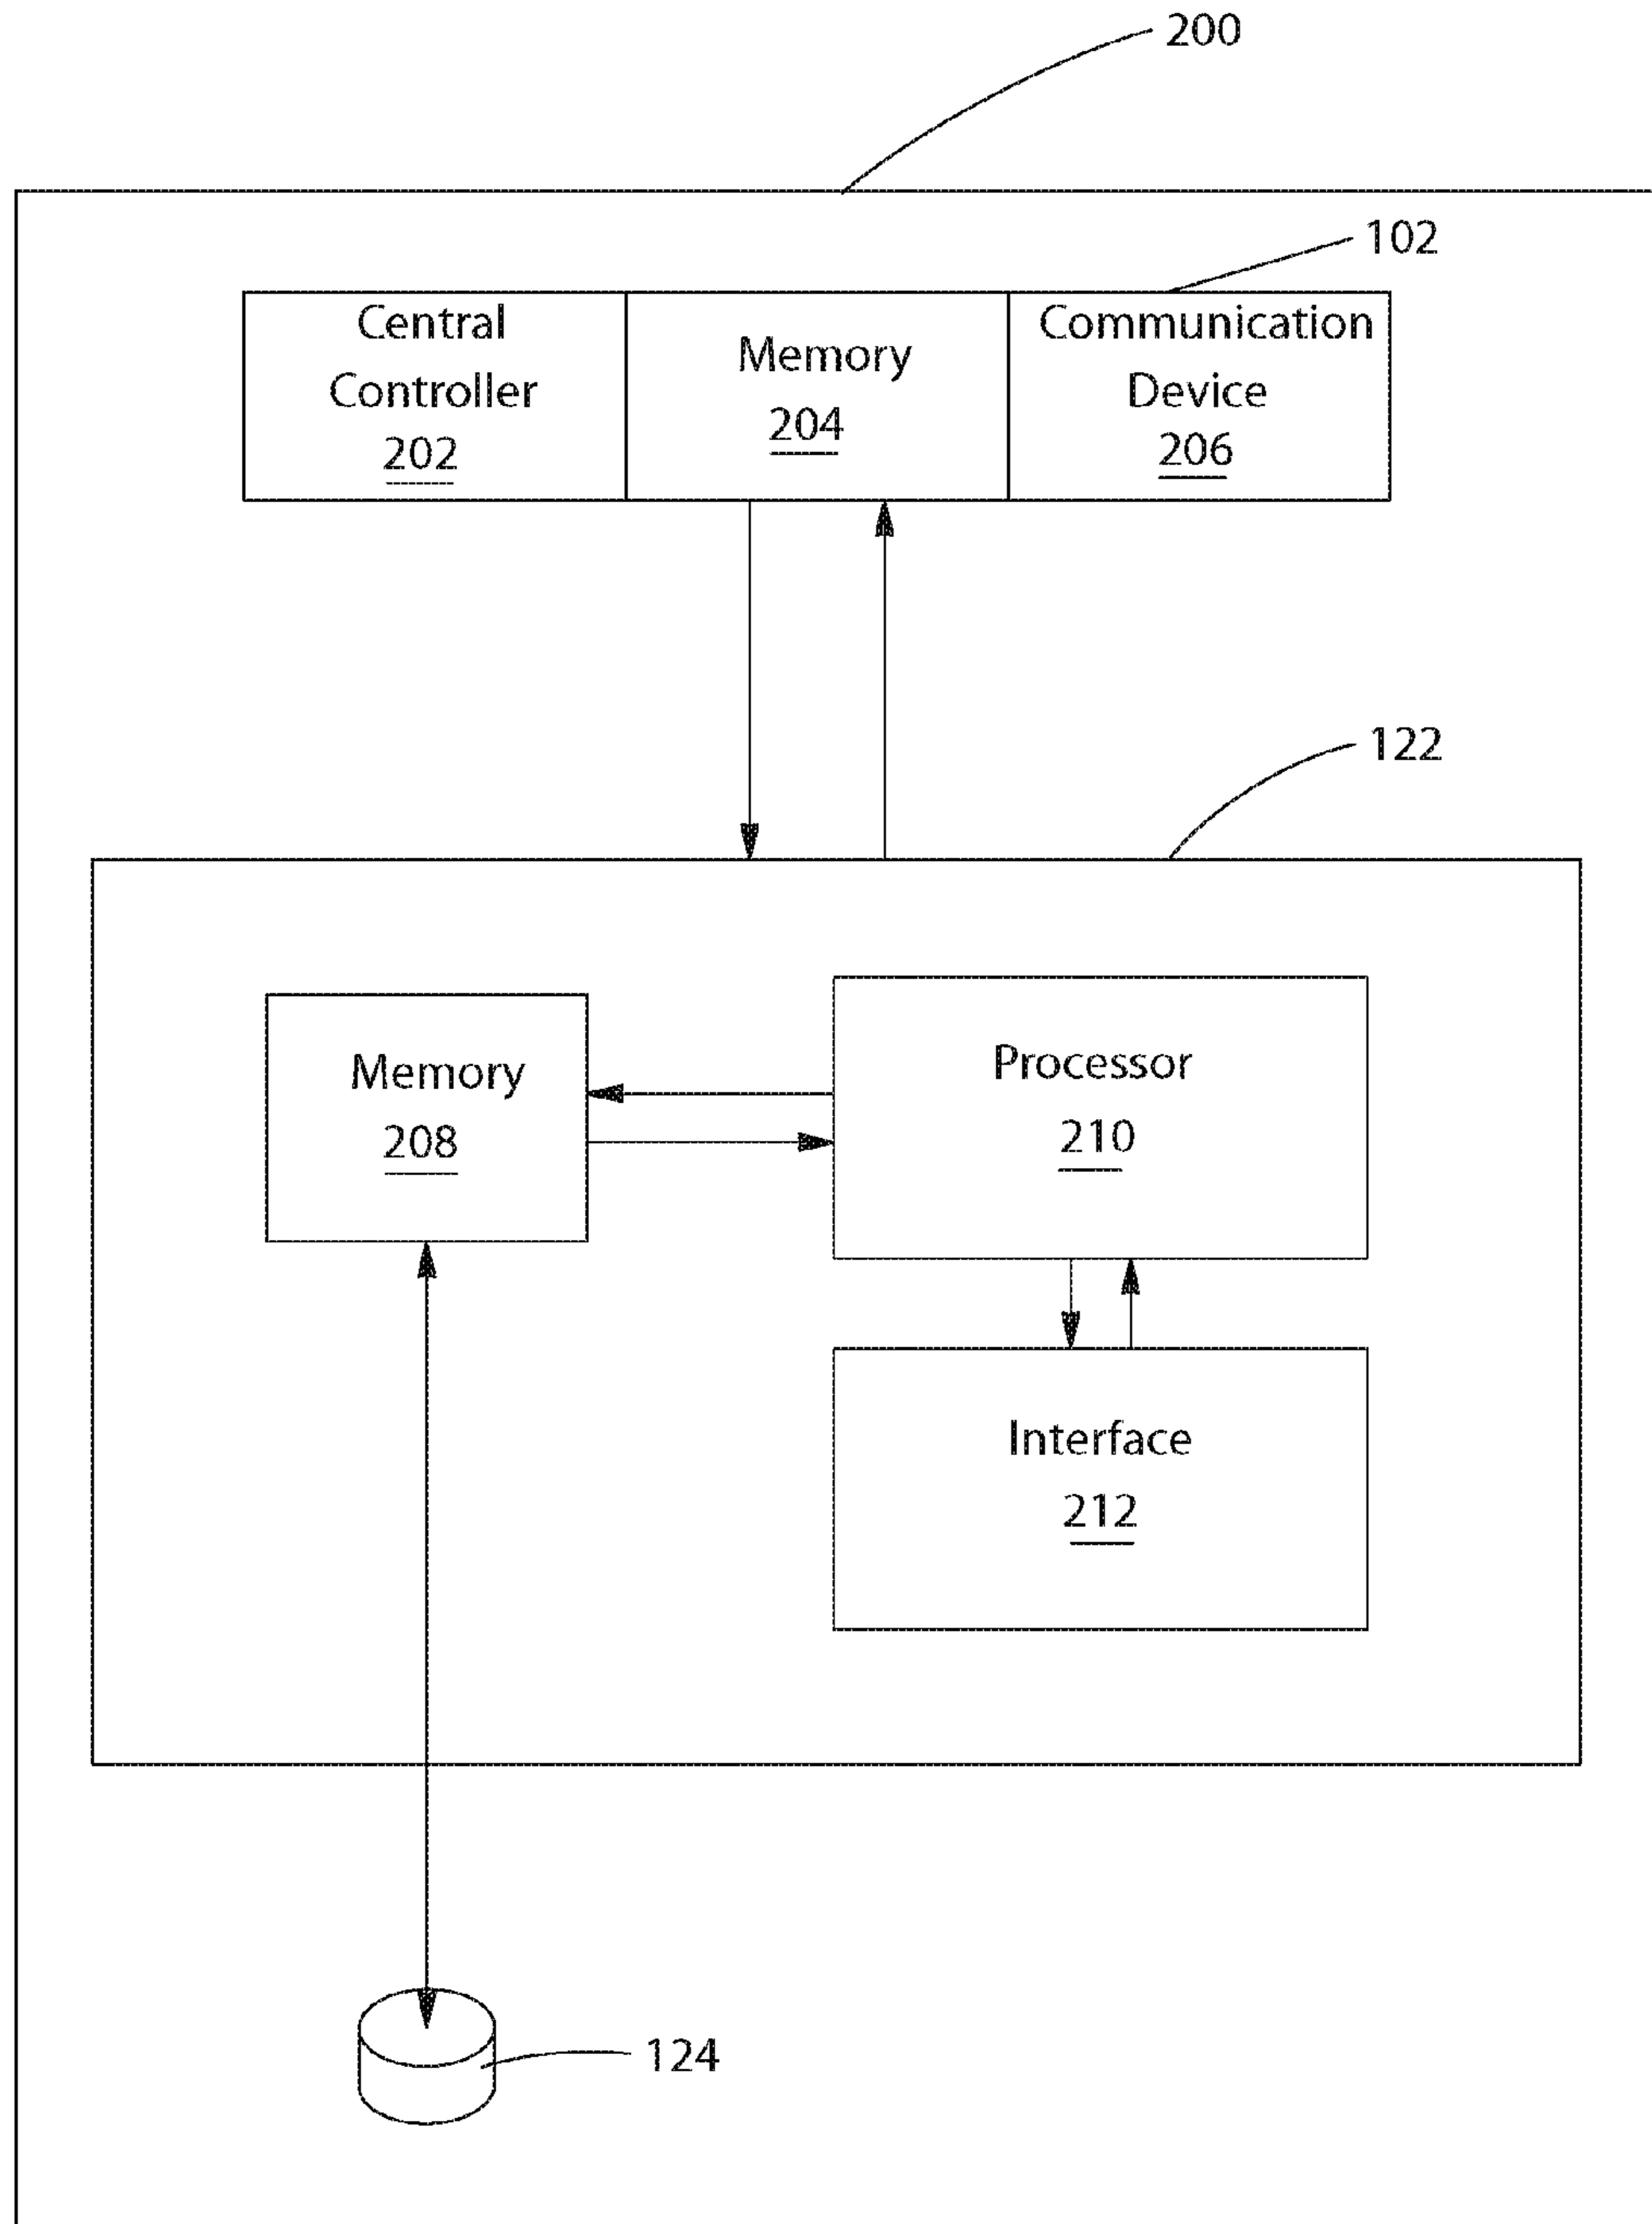 200
102
Central
Controller
202
Memory
204
Communication
Device
206
122
Memory
208
Processor
210
Interface
212
124